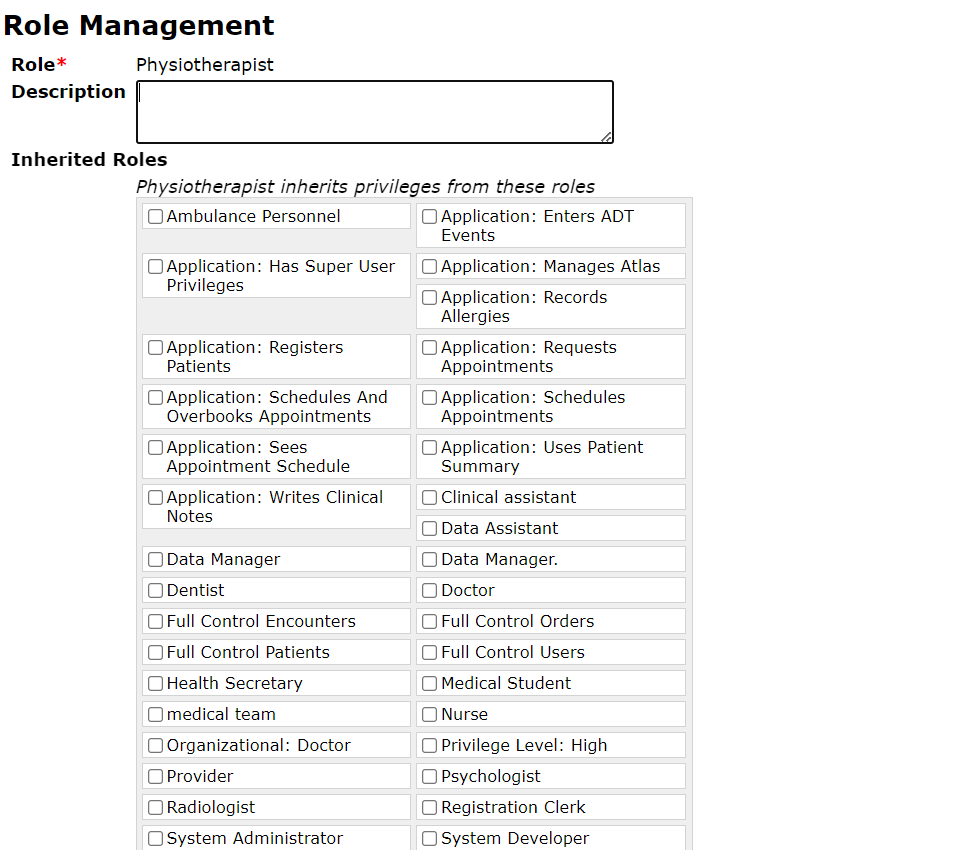 Role Management
Role*
Physiotherapist
Description
Inherited Roles
Physiotherapist inherits privileges from these roles
Ambulance Personnel
Application: Enters ADT
Events
Application: Has Super User
Privileges
Application: Manages Atlas
Application: Records
Allergies
Application: Registers
Patients
Application: Requests
Appointments
Application: Schedules And
Overbooks Appointments
Application: Schedules
Appointments
Application: Sees
Appointment Schedule
Application: Uses Patient
Summary
Application: Writes Clinical
Notes
Clinical assistant
Data Assistant
Data Manager
Data Manager.
Dentist
Doctor
Full Control Encounters
Full Control Orders
Full Control Patients
Full Control Users
Health Secretary
Medical Student
medical team
Nurse
Organizational: Doctor
Privilege Level: High
Provider
Psychologist
Radiologist
Registration Clerk
System Administrator
System Developer